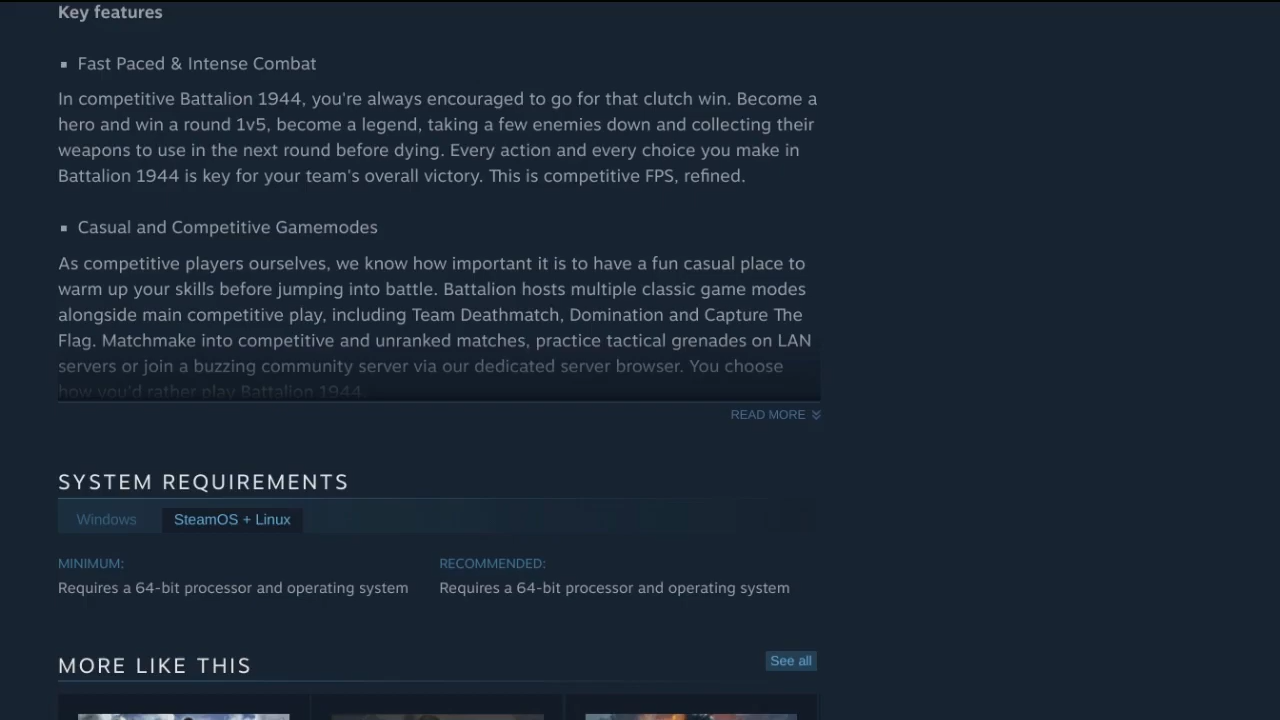 Key features
Fast Paced & Intense Combat
In competitive Battalion 1944, you're always encouraged to go for that clutch win. Become a
hero and win a round 1v5, become a legend, taking a few enemies down and collecting their
weapons to use in the next round before dying. Every action and every choice you make in
Battalion 1944 is key for your team's overall victory. This is competitive FPS, refined.
Casual and Competitive Gamemodes
As competitive players ourselves, we know how important it is to have a fun casual place to
warm up your skills before jumping into battle. Battalion hosts multiple classic game modes
alongside main competitive play, including Team Deathmatch, Domination and Capture The
Flag. Matchmake into competitive and unranked matches, practice tactical grenades on LAN
servers or join a buzzing community server via our dedicated server browser. You choose
how you'd rather play Battalion 1944.
READ MORE
SYSTEM REQUIREMENTS
Windows SteamOS + Linux
MINIMUM: RECOMMENDED:
Requires a 64-bit processor and operating system Requires a 64-bit processor and operating system
MORE LIKE THIS See all